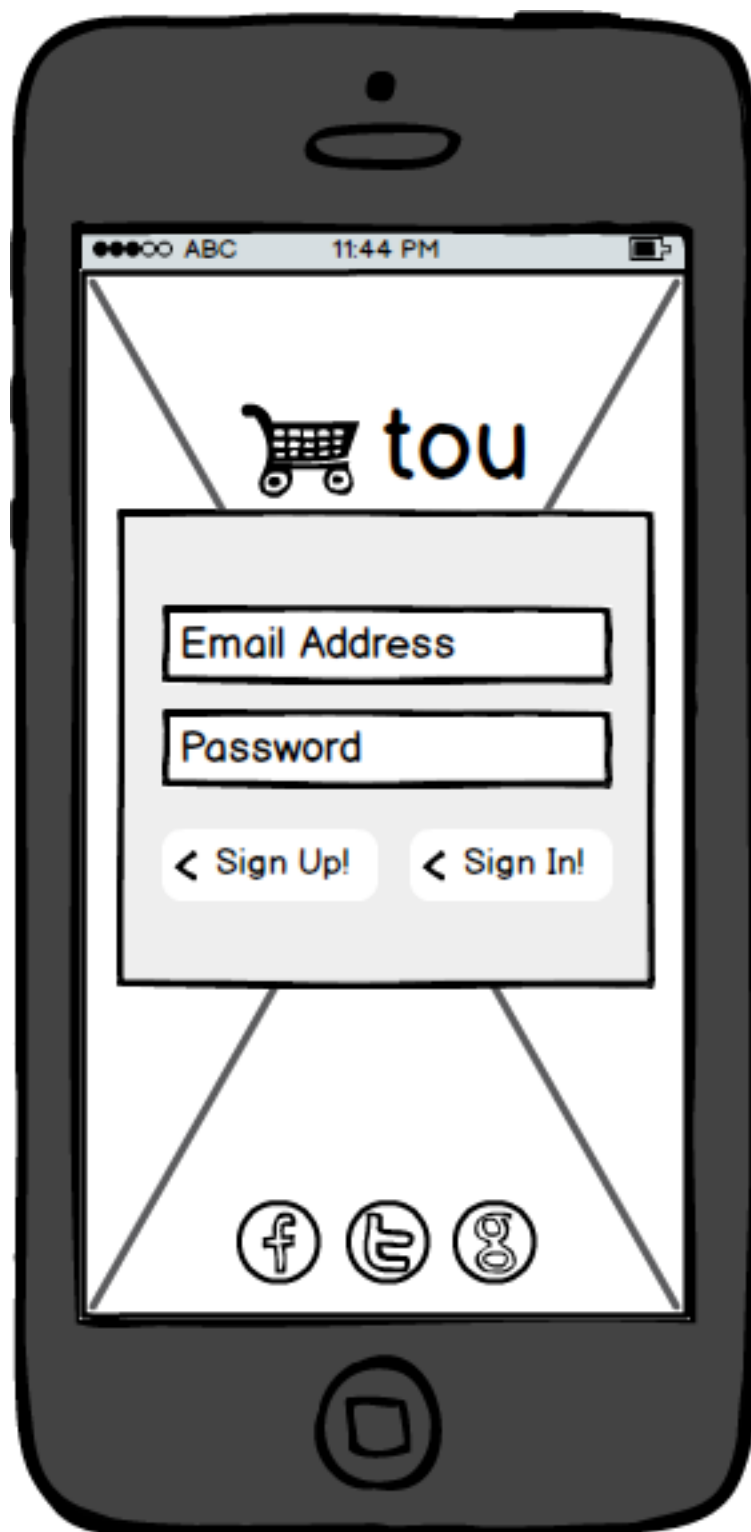 ABC 11:44 PM
tou
Email Address
Password
< Sign Up! < Sign In!
f t g